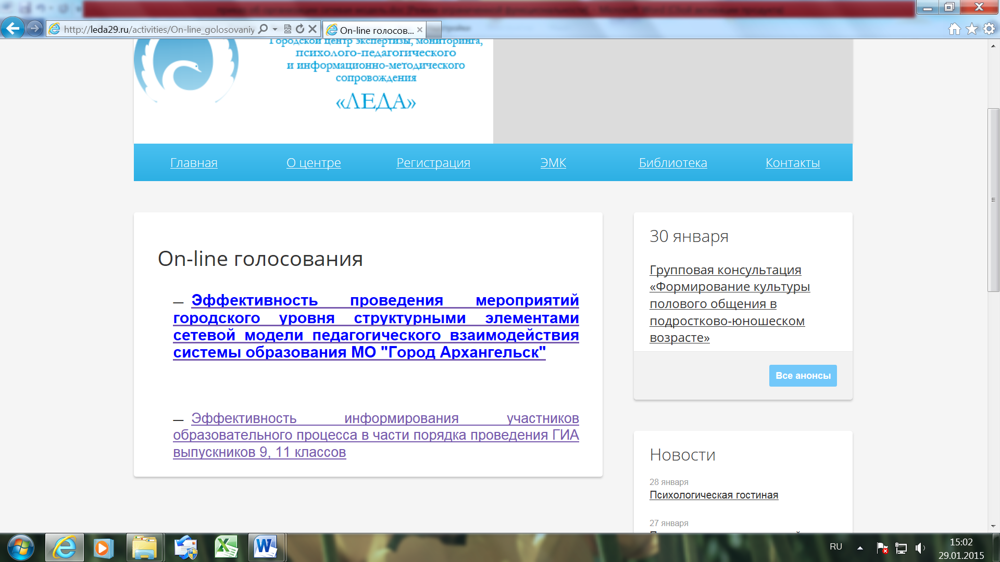 http://leda29.ru/activities/On-line_golosovaniy
On-line голосов...
Городской центр экспертизы, мониторинга,
психолого-педагогического
и информационно-методического
сопровождения
«ЛЕДА»
Главная
О центре
Регистрация
ЭМК
Библиотека
Контакты
On-line голосования
— Эффективность проведения мероприятий
городского уровня структурными элементами
сетевой модели педагогического взаимодействия
системы образования МО "Город Архангельск"
— Эффективность информирования участников
образовательного процесса в части порядка проведения ГИА
выпускников 9, 11 классов
30 января
Групповая консультация
«Формирование культуры
полового общения в
подростково-юношеском
возрасте»
Все анонсы
Новости
28 января
Психологическая гостиная
27 января
RU
15:02
29.01.2015